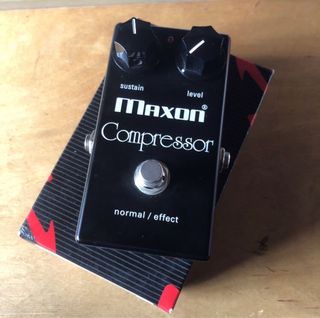 sustain level
maxon®
Compressor
normal / effect